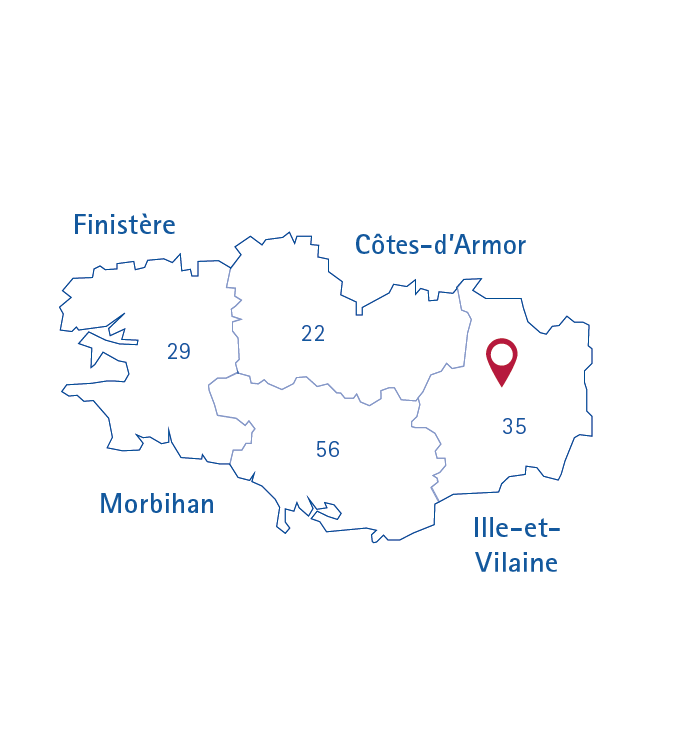 Finistère
Côtes-d’Armor
22
29
35
56
Morbihan
Ille-et-
Vilaine